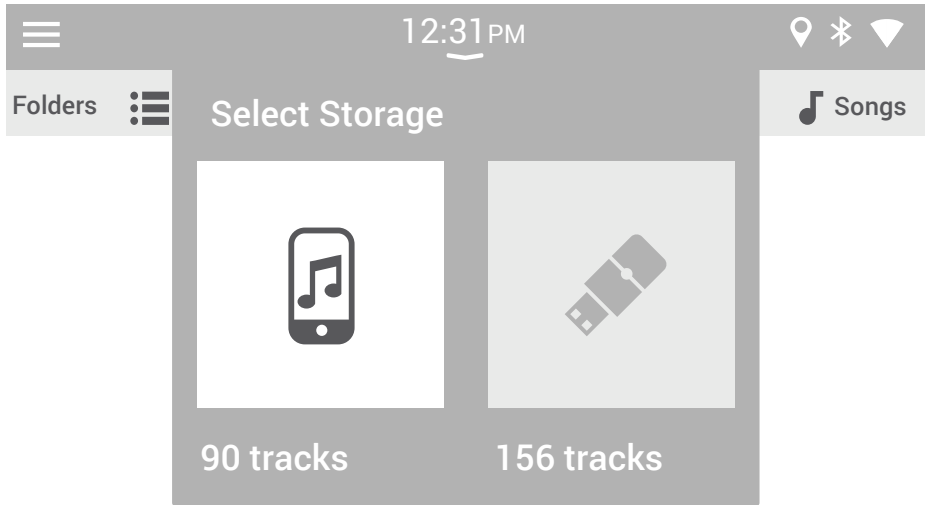 12:31PM
Folders
Select Storage
Songs
90 tracks
156 tracks